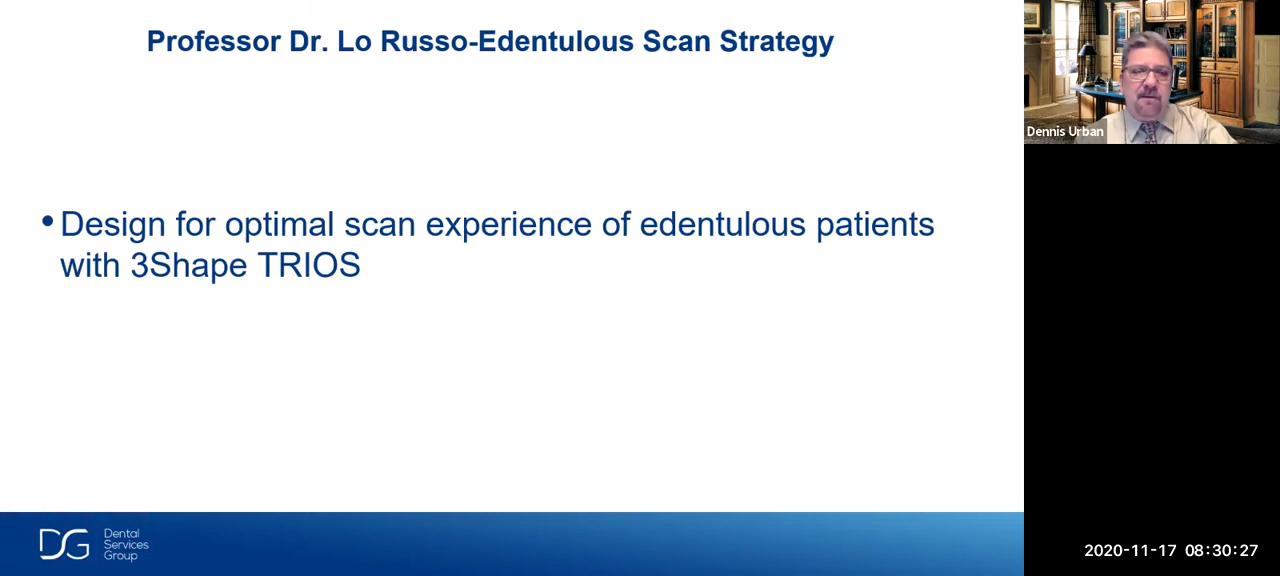 Professor Dr. Lo Russo-Edentulous Scan Strategy
Dennis Urban
• Design for optimal scan experience of edentulous patients
with 3Shape TRIOS
DG Dental
Services
Group
2020-11-17 08:30:27